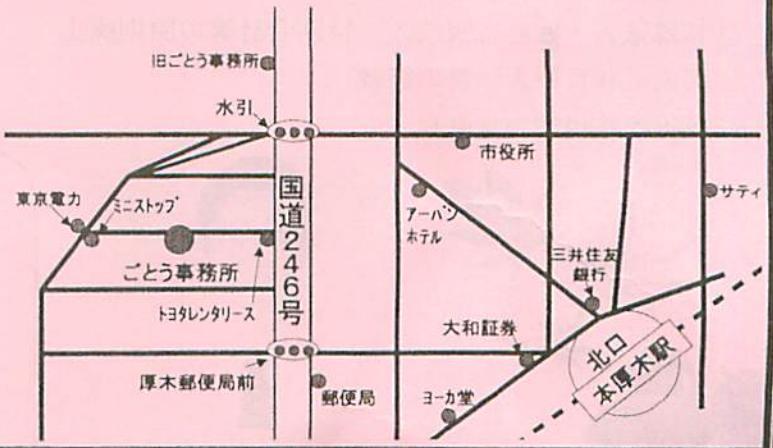 旧ごとう事務所
水引
市役所
東京電力
ミニストップ
国道246号
アーバン
ホテル
サティ
ごとう事務所
三井住友
銀行
トヨタレンタリース
大和証券
北口
本厚木駅
厚木郵便局前
郵便局
ヨーカ堂